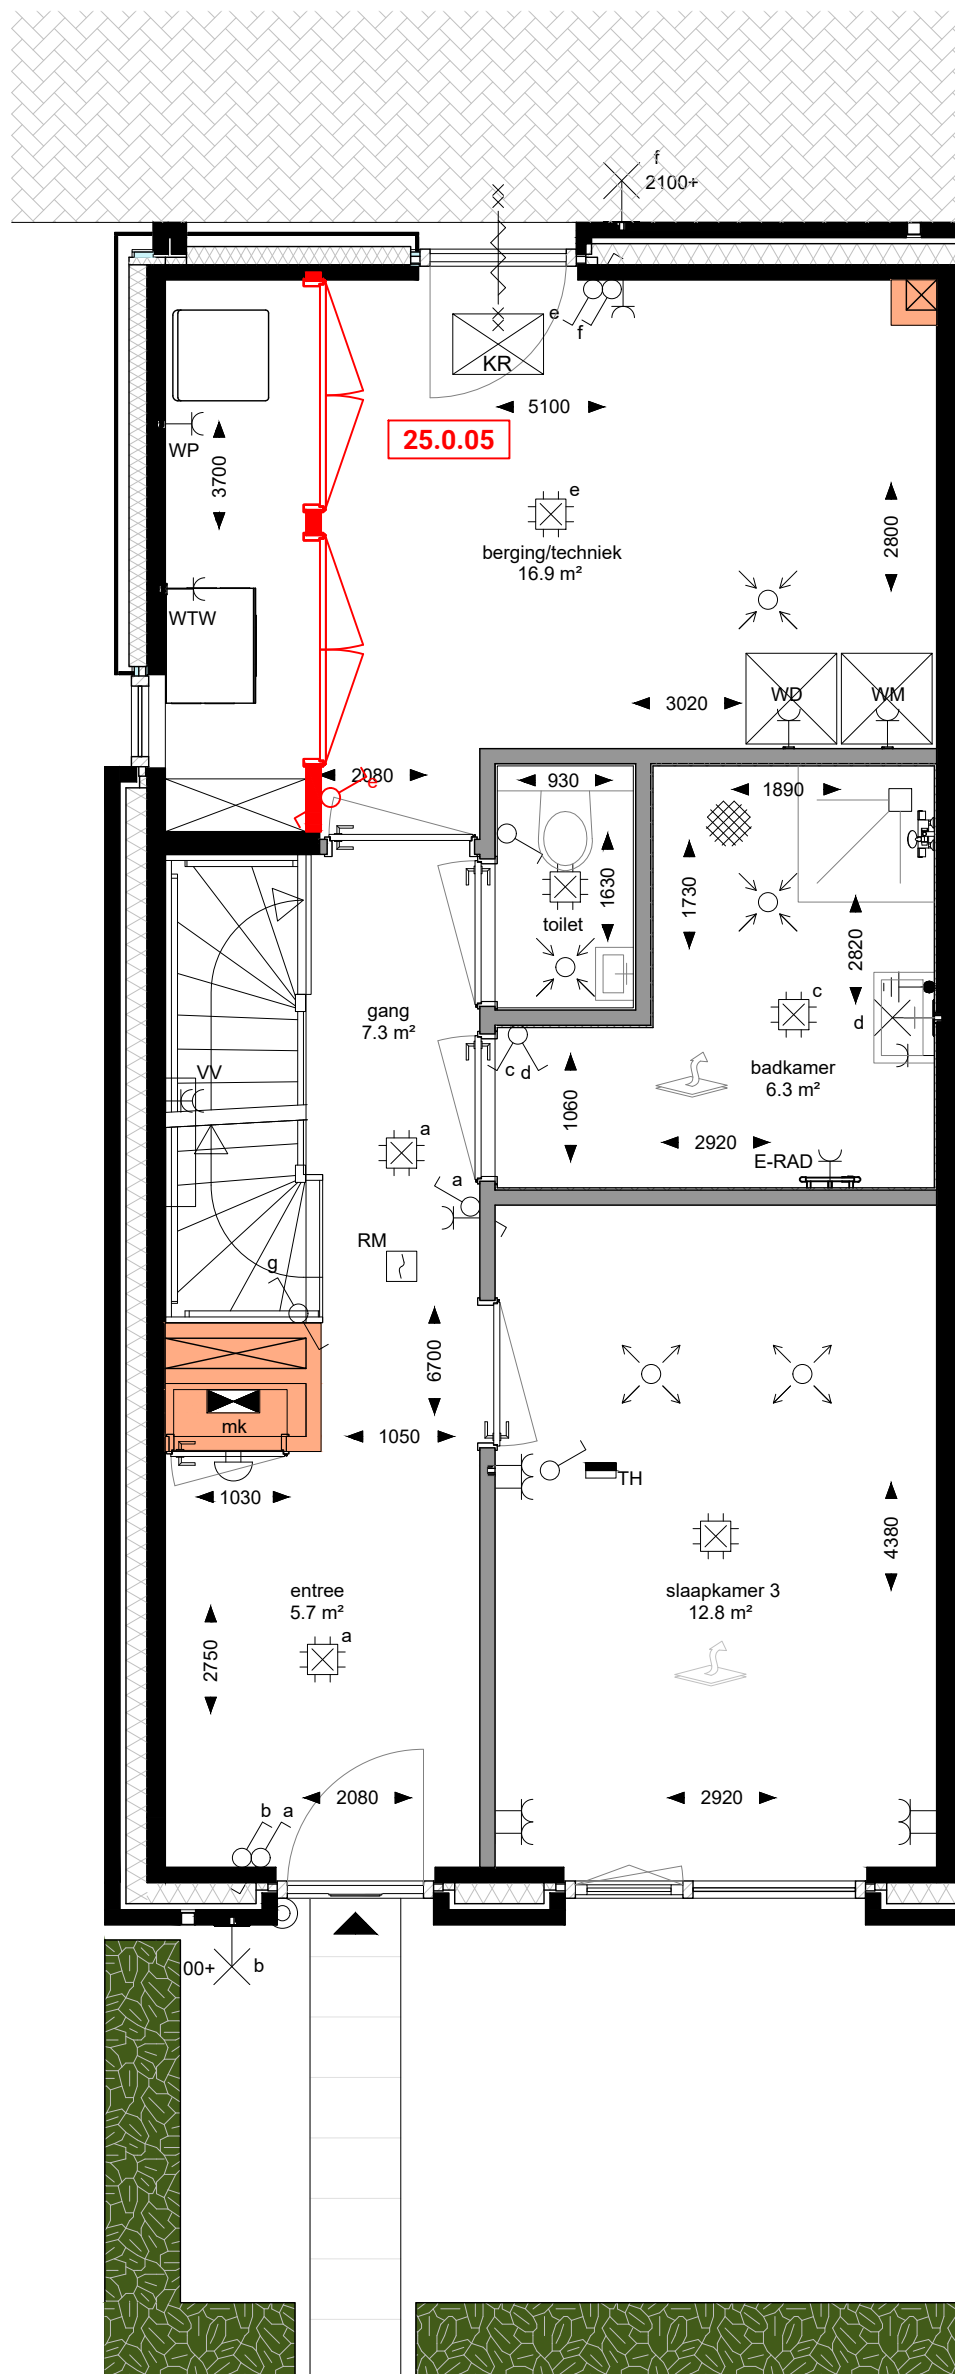 f
2100+
e
f
KR
5100
25.0.05
WP
3700
e
berging/techniek
16.9 m²
2800
WTW
3020
WD
WM
2080
e
930
1890
1630
1730
toilet
2820
gang
7.3 m²
c
d
badkamer
6.3 m²
c d
1060
VV
a
2920
E-RAD
a
RM
g
6700
mk
1050
1030
TH
4380
entree
5.7 m²
slaapkamer 3
12.8 m²
a
2750
2080
2920
b a
00+
b